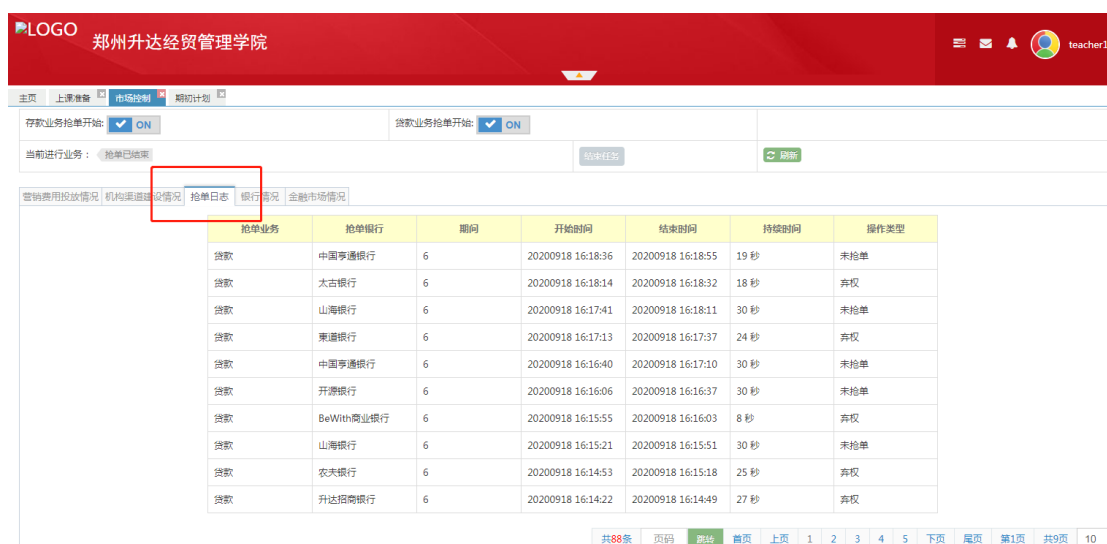 LOGO
郑州升达经贸管理学院
teacher1
主页 上课准备 市场控制 期初计划
存款业务抢单开始: ON 贷款业务抢单开始: ON
当前进行业务： 抢单已结束 结束任务 刷新
营销费用投放情况 机构渠道建设情况 抢单日志 银行情况 金融市场情况
抢单业务 抢单银行 期间 开始时间 结束时间 持续时间 操作类型
贷款 中国亨通银行 6 20200918 16:18:36 20200918 16:18:55 19 秒 未抢单
贷款 太古银行 6 20200918 16:18:14 20200918 16:18:32 18 秒 弃权
贷款 山海银行 6 20200918 16:17:41 20200918 16:18:11 30 秒 未抢单
贷款 東道银行 6 20200918 16:17:13 20200918 16:17:37 24 秒 弃权
贷款 中国亨通银行 6 20200918 16:16:40 20200918 16:17:10 30 秒 未抢单
贷款 开源银行 6 20200918 16:16:06 20200918 16:16:37 30 秒 未抢单
贷款 BeWith商业银行 6 20200918 16:15:55 20200918 16:16:03 8 秒 弃权
贷款 山海银行 6 20200918 16:15:21 20200918 16:15:51 30 秒 未抢单
贷款 农夫银行 6 20200918 16:14:53 20200918 16:15:18 25 秒 弃权
贷款 升达招商银行 6 20200918 16:14:22 20200918 16:14:49 27 秒 弃权
共88条 页码 跳转 首页 上页 1 2 3 4 5 下页 尾页 第1页 共9页 10